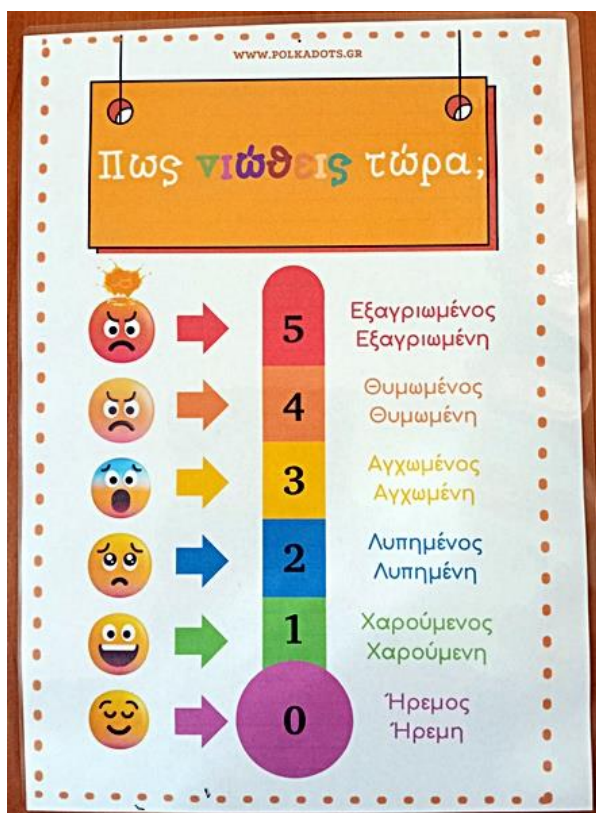 WWW.POLKADOTS.GR
Πως νιώθεις τώρα;
5
Εξαγριωμένος
Εξαγριωμένη
4
Θυμωμένος
Θυμωμένη
3
Αγχωμένος
Αγχωμένη
2
Λυπημένος
Λυπημένη
1
Χαρούμενος
Χαρούμενη
0
Ήρεμος
Ήρεμη